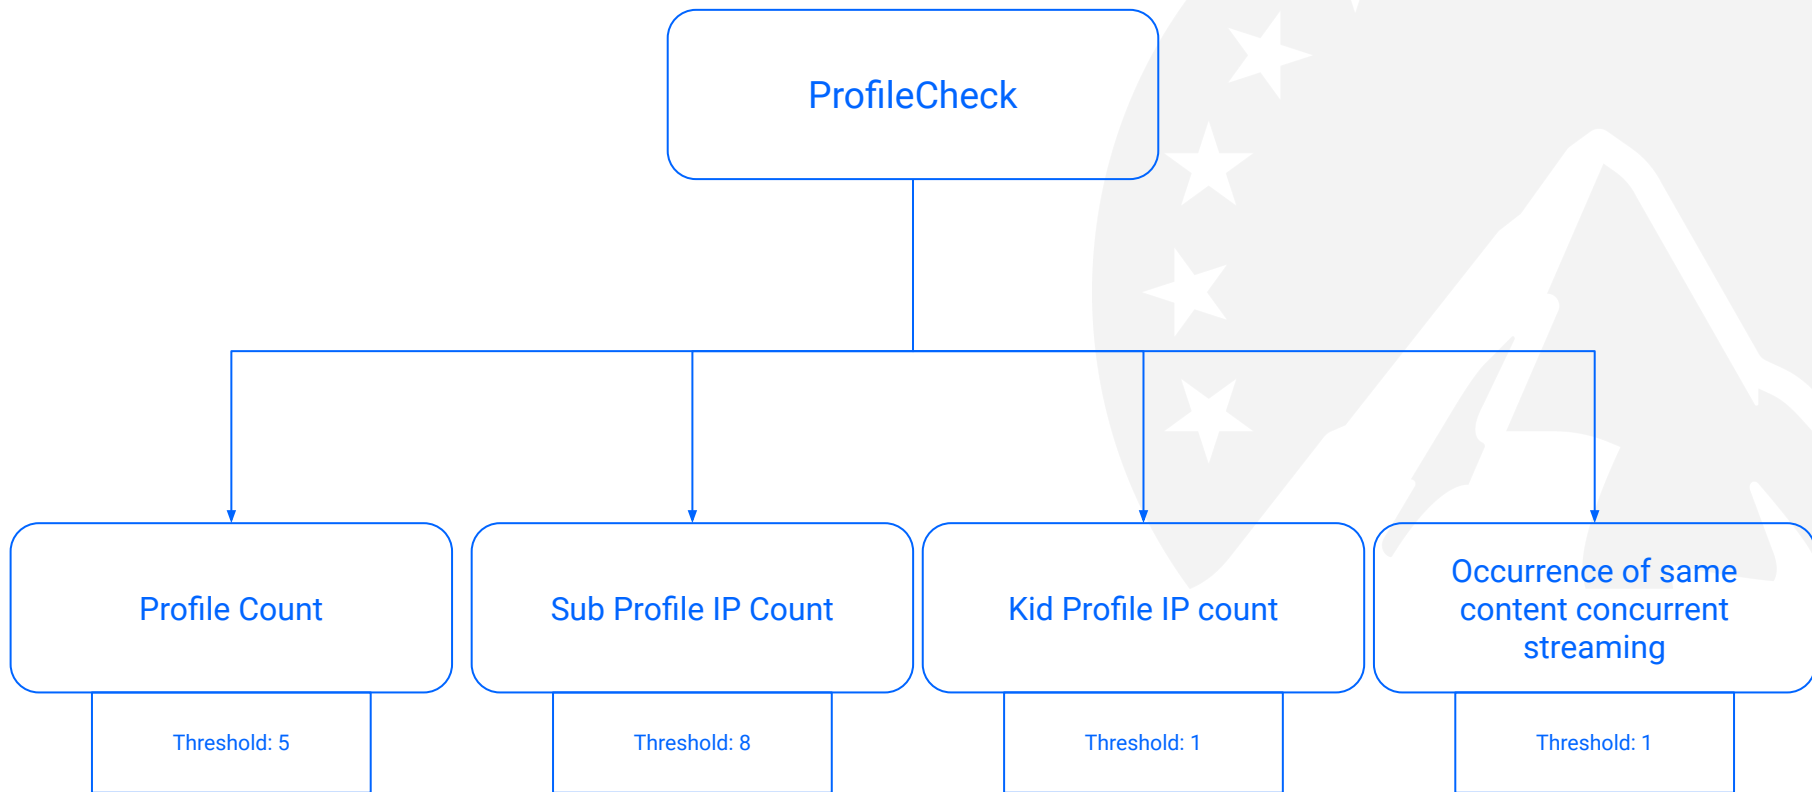 ProfileCheck
Profile Count
Sub Profile IP Count
Kid Profile IP count
Occurrence of same
content concurrent
streaming
Threshold: 5
Threshold: 8
Threshold: 1
Threshold: 1